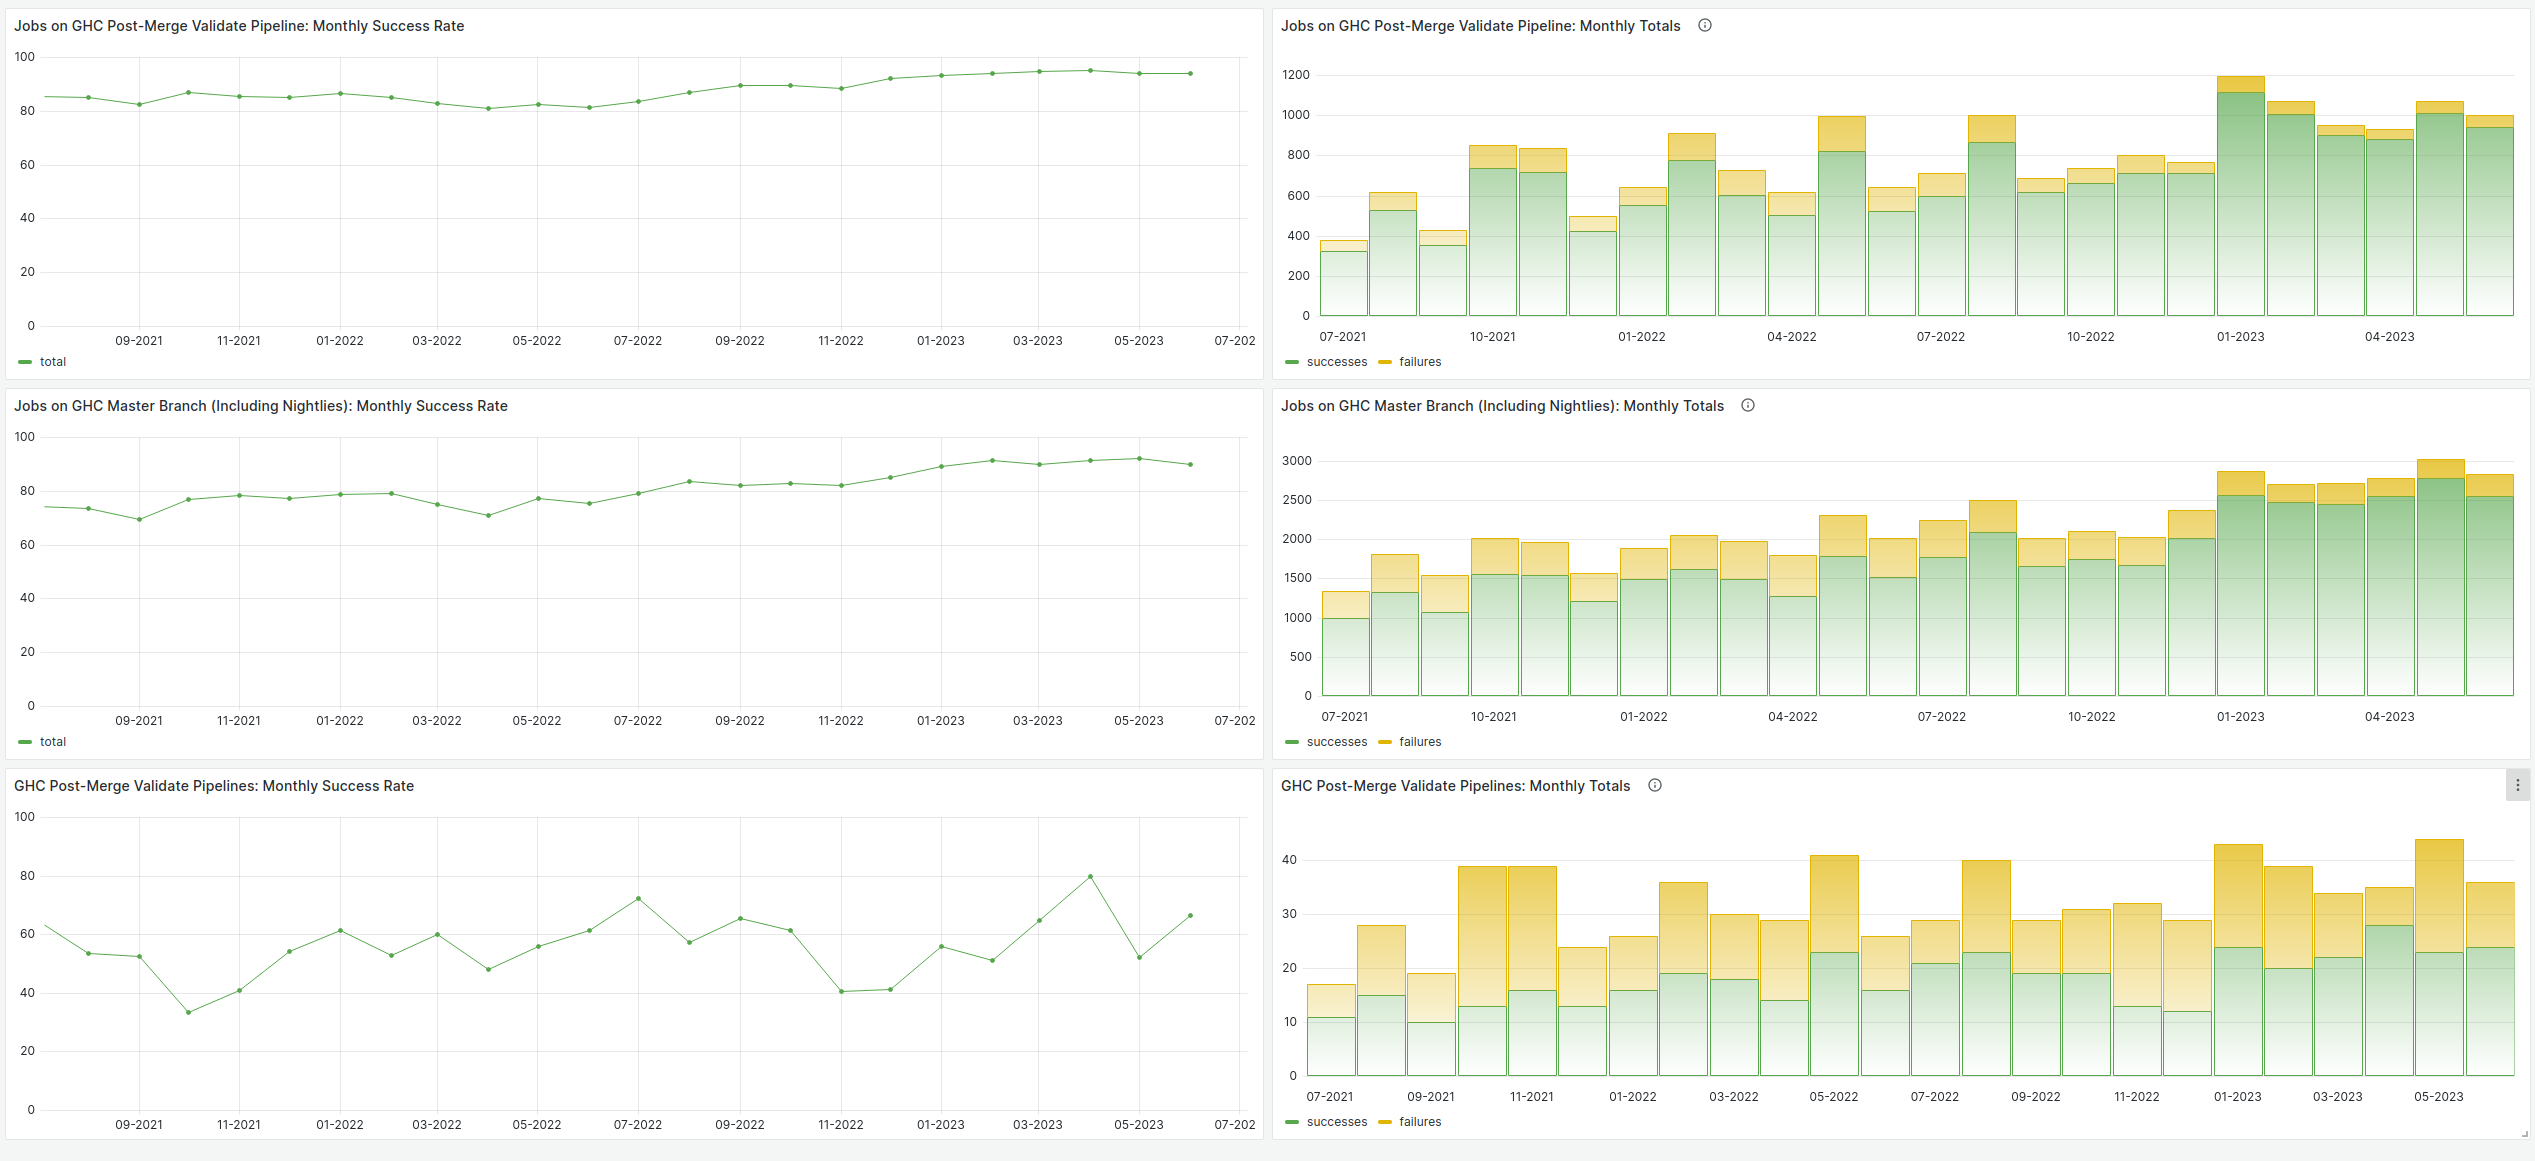 Jobs on GHC Post-Merge Validate Pipeline: Monthly Success Rate
100
80
60
40
20
0
09-2021 11-2021 01-2022 03-2022 05-2022 07-2022 09-2022 11-2022 01-2023 03-2023 05-2023 07-202
total
Jobs on GHC Post-Merge Validate Pipeline: Monthly Totals
1200
1000
800
600
400
200
0
07-2021 10-2021 01-2022 04-2022 07-2022 10-2022 01-2023 04-2023
successes failures
Jobs on GHC Master Branch (Including Nightlies): Monthly Success Rate
100
80
60
40
20
0
09-2021 11-2021 01-2022 03-2022 05-2022 07-2022 09-2022 11-2022 01-2023 03-2023 05-2023 07-202
total
Jobs on GHC Master Branch (Including Nightlies): Monthly Totals
3000
2500
2000
1500
1000
500
0
07-2021 10-2021 01-2022 04-2022 07-2022 10-2022 01-2023 04-2023
successes failures
GHC Post-Merge Validate Pipelines: Monthly Success Rate
100
80
60
40
20
0
09-2021 11-2021 01-2022 03-2022 05-2022 07-2022 09-2022 11-2022 01-2023 03-2023 05-2023 07-202
GHC Post-Merge Validate Pipelines: Monthly Totals
40
30
20
10
0
07-2021 09-2021 11-2021 01-2022 03-2022 05-2022 07-2022 09-2022 11-2022 01-2023 03-2023 05-2023
successes failures